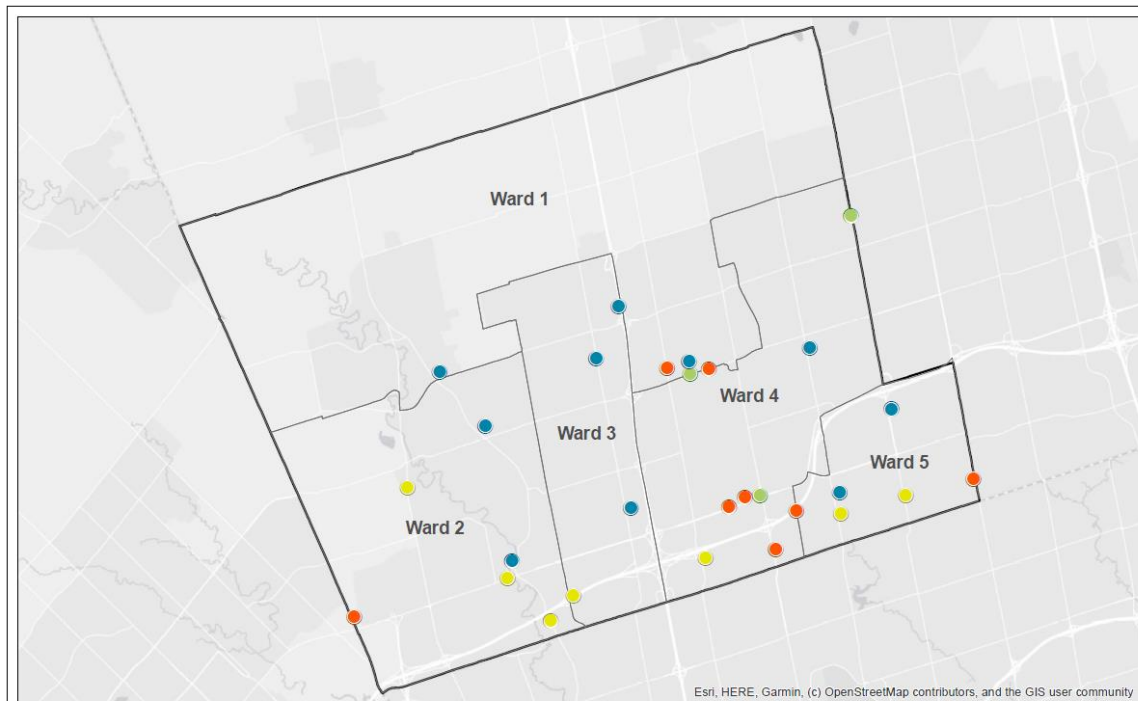 Ward 1
Ward 4
Ward 3
Ward 5
Ward 2
Esri, HERE, Garmin, (c) OpenStreetMap contributors, and the GIS user community